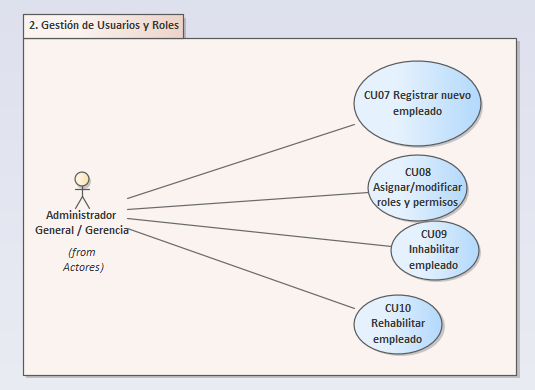 2. Gestión de Usuarios y Roles
CU07 Registrar nuevo
empleado
CU08
Asignar/modificar
roles y permisos
CU09
Inhabilitar
empleado
CU10
Rehabilitar
empleado
Administrador
General / Gerencia
(from
Actores)